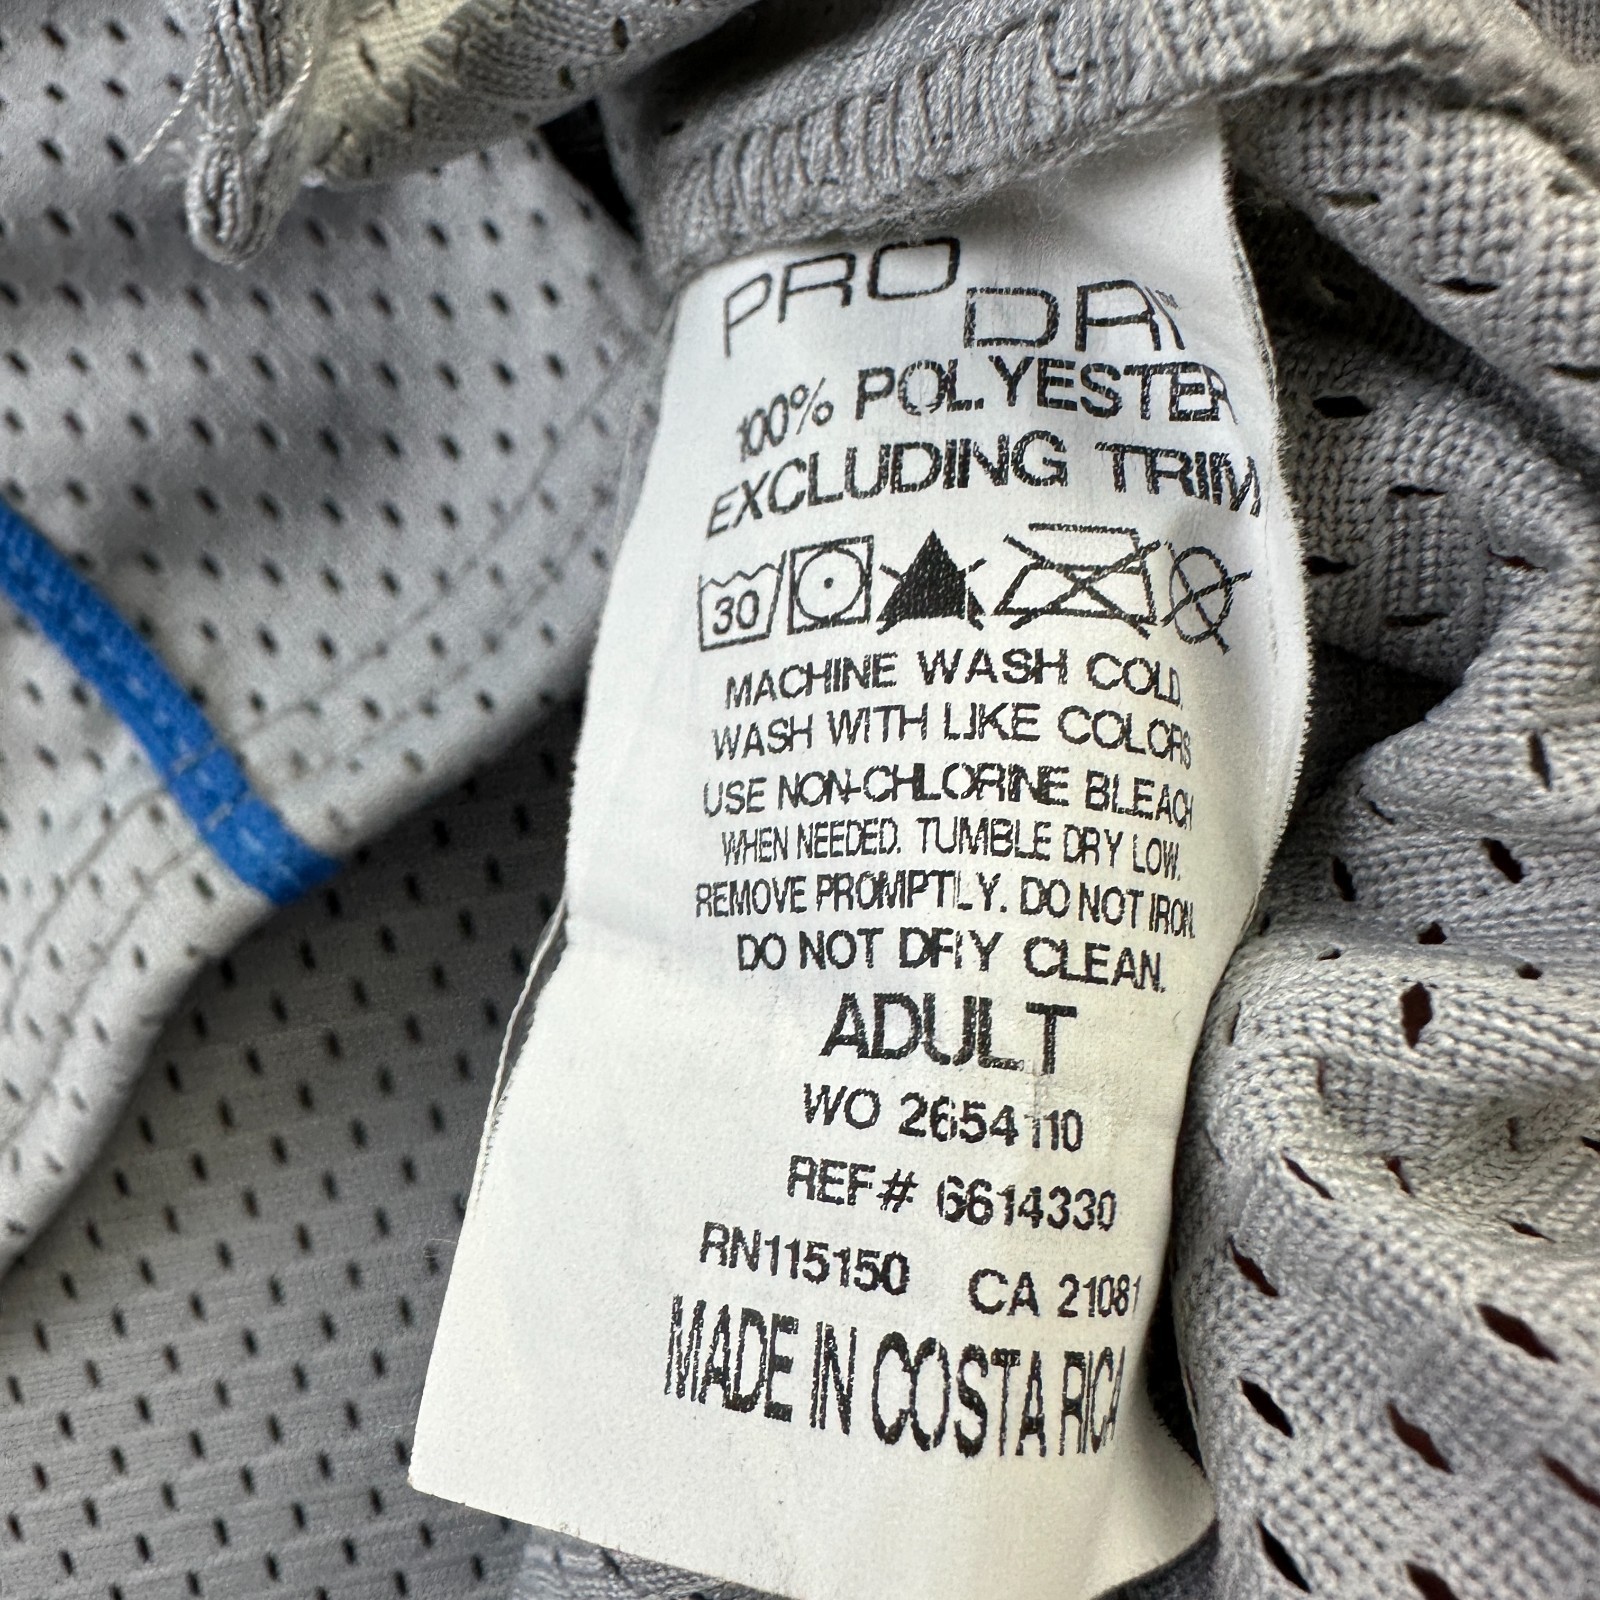 PRO
DRI
100% POLYESTER
EXCLUDING TRIM
30
MACHINE WASH COLD.
WASH WITH LIKE COLORS
USE NON-CHLORINE BLEACH
WHEN NEEDED. TUMBLE DRY LOW.
REMOVE PROMPTLY. DO NOT IRON.
DO NOT DRY CLEAN.
ADULT
WO 2654110
REF# 6614330
RN115150 CA 21081
MADE IN COSTA RICA